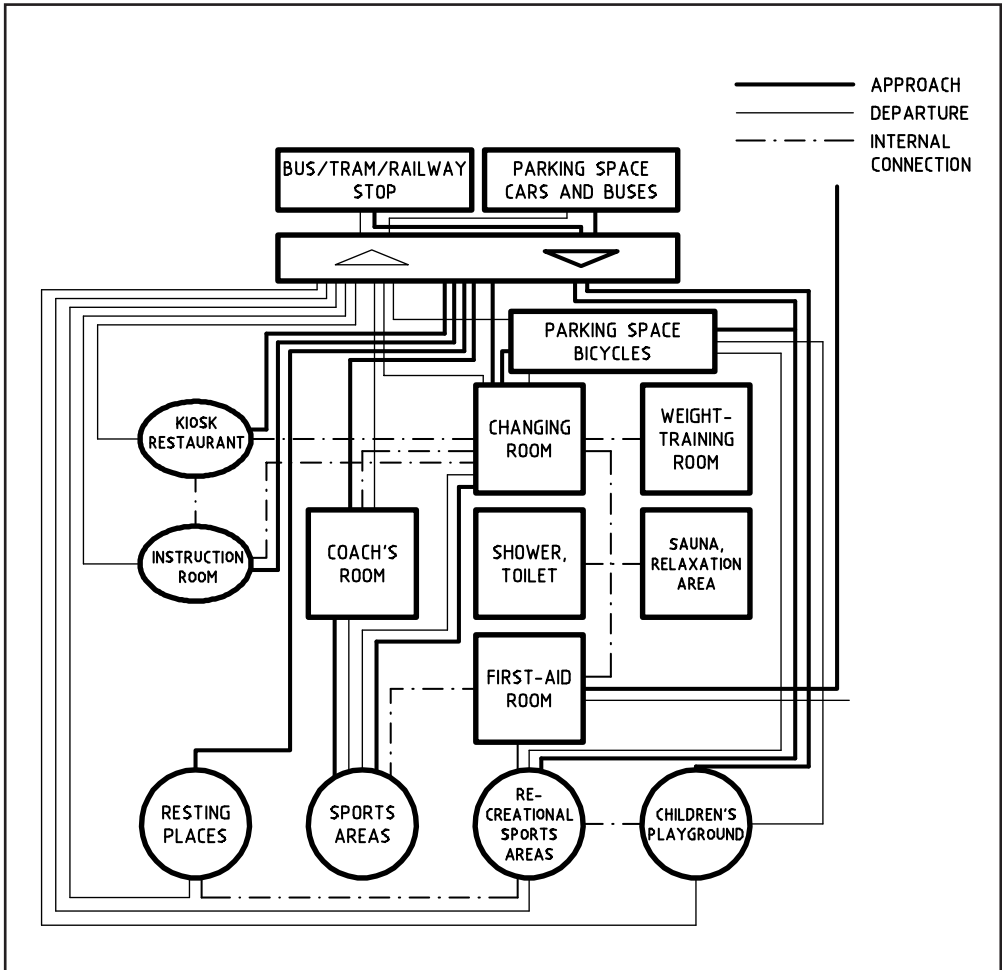 APPROACH
DEPARTURE
INTERNAL
CONNECTION
BUS/TRAM/RAILWAY
STOP
PARKING SPACE
CARS AND BUSES
PARKING SPACE
BICYCLES
KIOSK
RESTAURANT
CHANGING
ROOM
WEIGHT-
TRAINING
ROOM
INSTRUCTION
ROOM
COACH'S
ROOM
SHOWER,
TOILET
SAUNA,
RELAXATION
AREA
FIRST-AID
ROOM
RESTING
PLACES
SPORTS
AREAS
RE-
CREATIONAL
SPORTS
AREAS
CHILDREN'S
PLAYGROUND